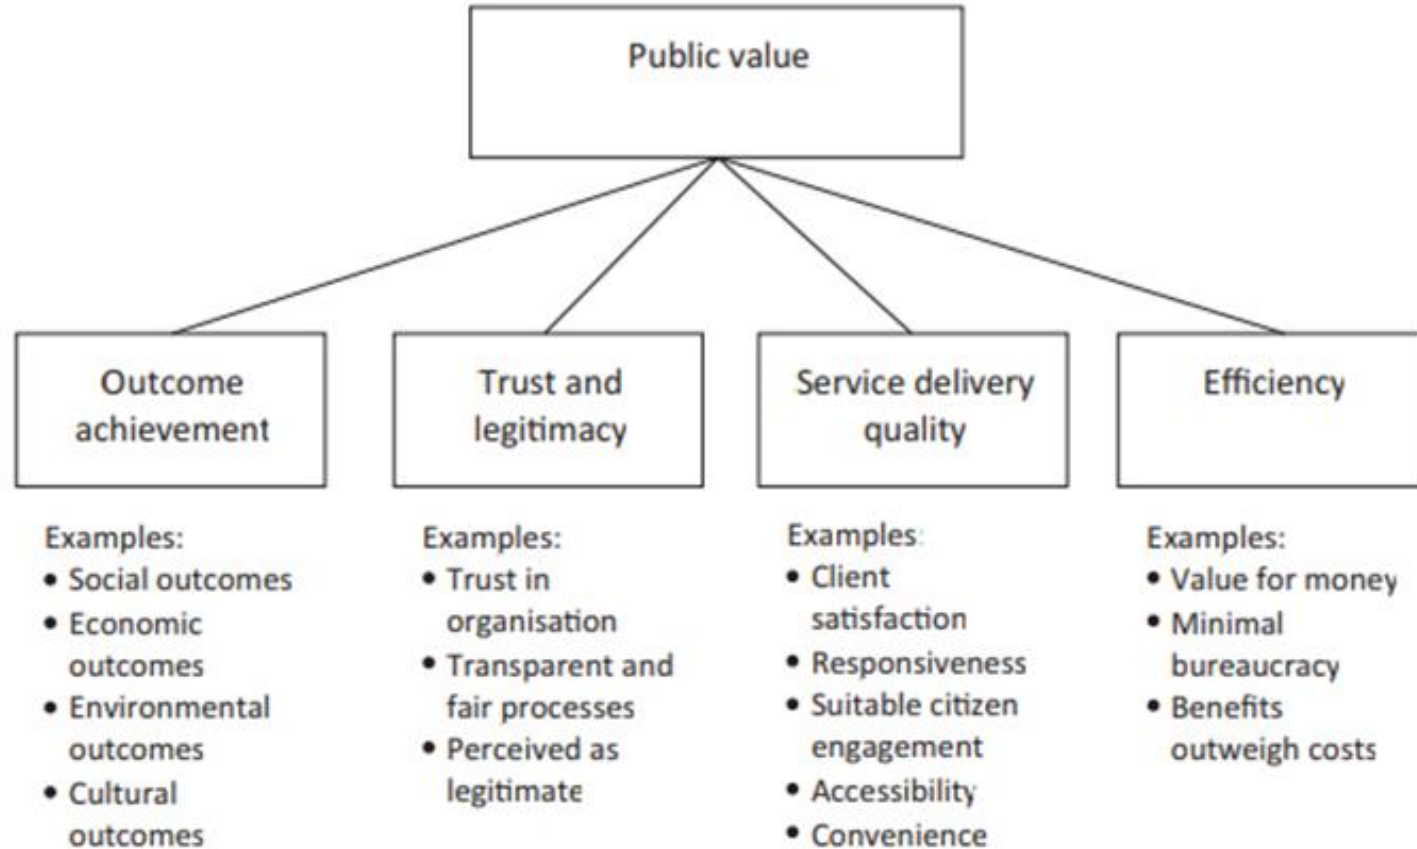 Public value
Outcome
achievement
Trust and
legitimacy
Service delivery
quality
Efficiency
Examples:
• Social outcomes
• Economic
outcomes
• Environmental
outcomes
• Cultural
outcomes
Examples:
• Trust in
organisation
• Transparent and
fair processes
• Perceived as
legitimate
Examples:
• Client
satisfaction
• Responsiveness
• Suitable citizen
engagement
• Accessibility
• Convenience
Examples:
• Value for money
• Minimal
bureaucracy
• Benefits
outweigh costs